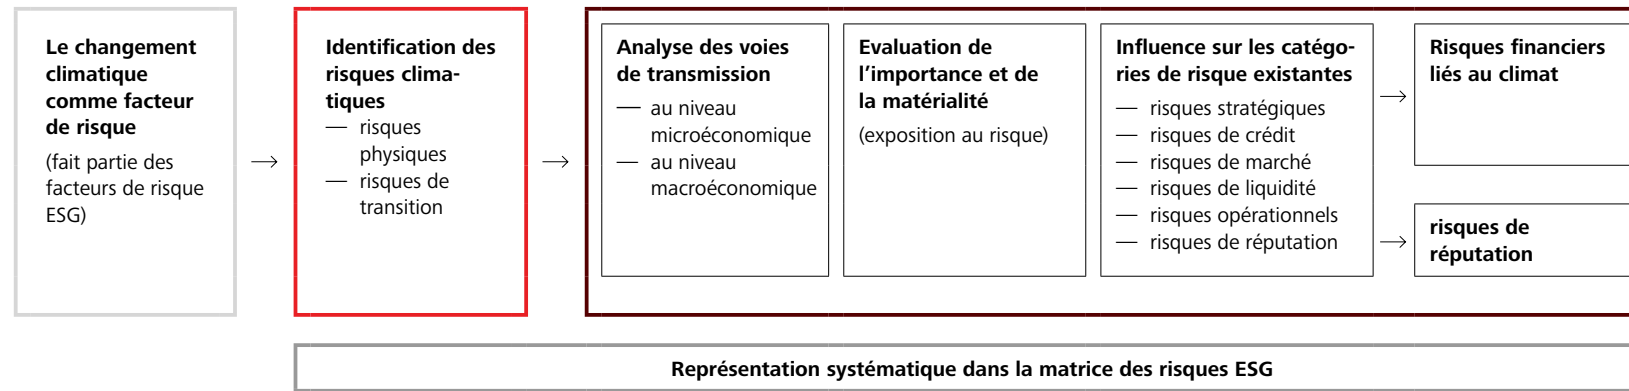 Le changement
climatique
comme facteur
de risque
(fait partie des
facteurs de risque
ESG)
→
Identification des
risques clima-
tiques
— risques
physiques
— risques de
transition
→
Analyse des voies
de transmission
— au niveau
microéconomique
— au niveau
macroéconomique
Evaluation de
l’importance et de
la matérialité
(exposition au risque)
Influence sur les catégo-
ries de risque existantes
— risques stratégiques
— risques de crédit
— risques de marché
— risques de liquidité
— risques opérationnels
— risques de réputation
→
Risques financiers
liés au climat
→
risques de
réputation
Représentation systématique dans la matrice des risques ESG